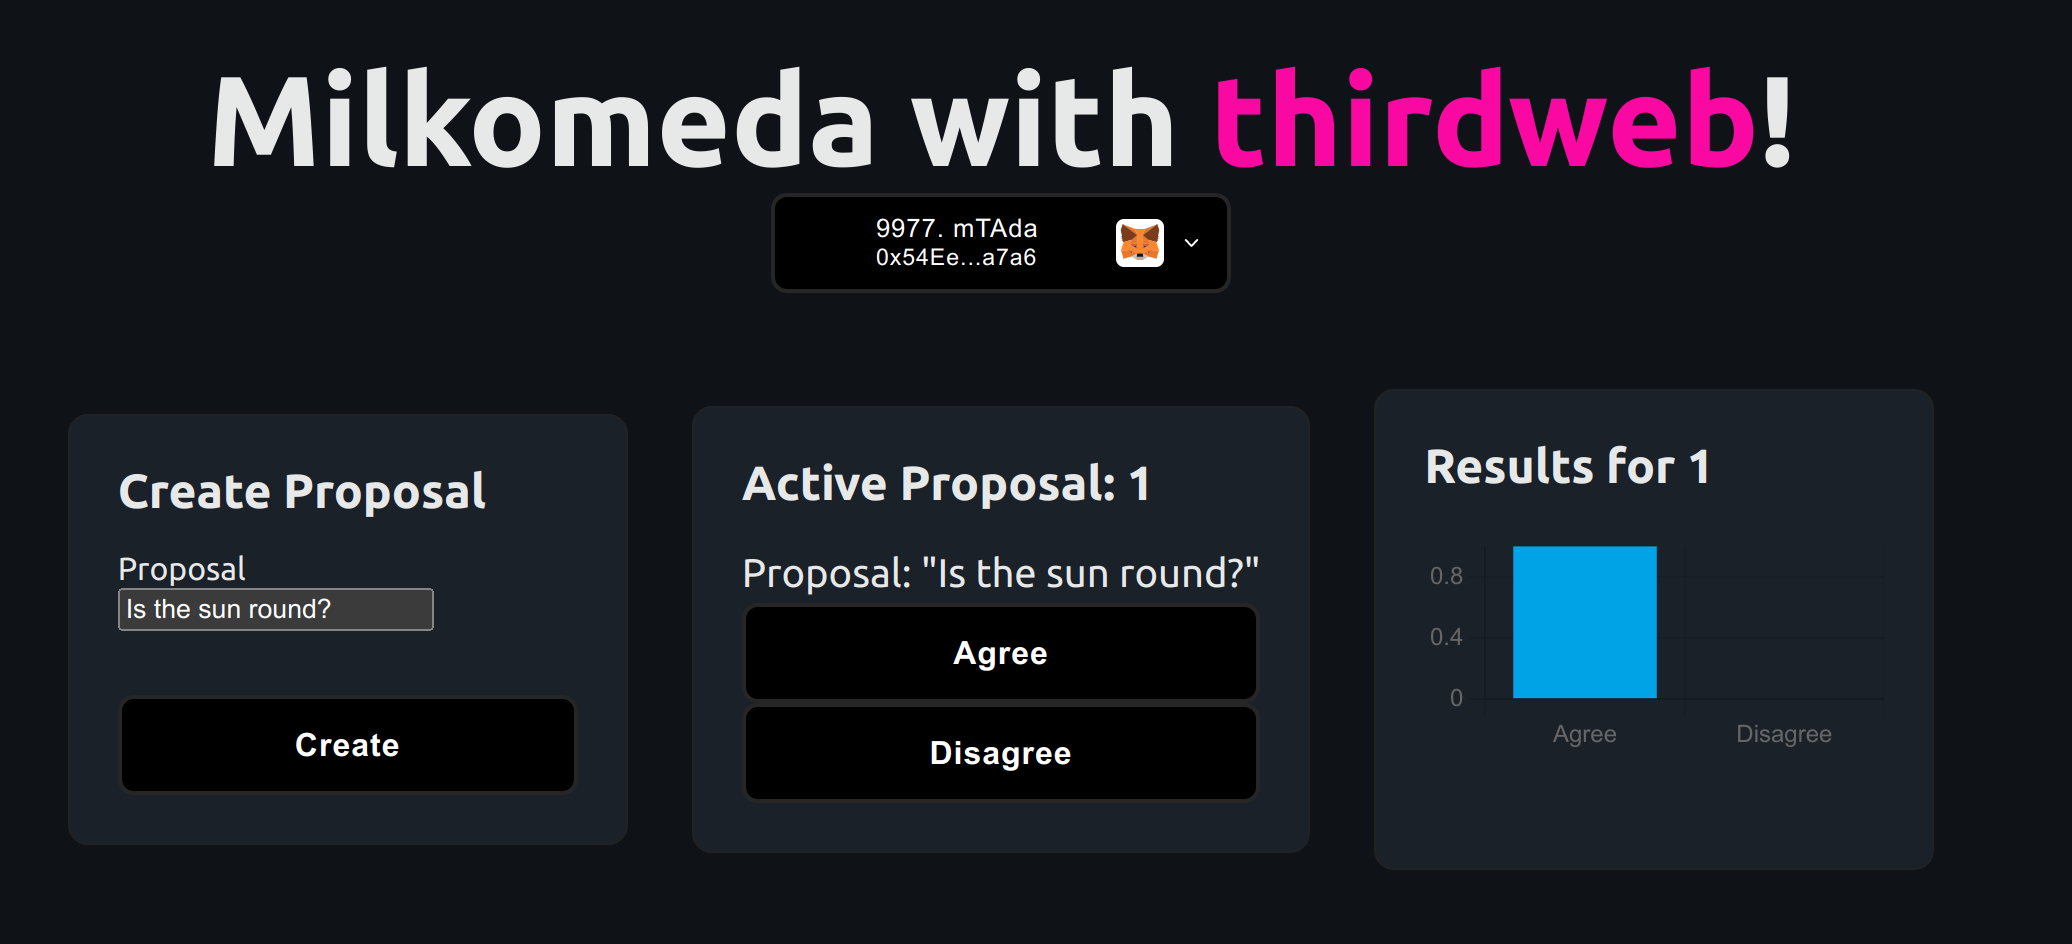 Milkomeda with thirdweb!
9977. mTAda
0x54Ee...a7a6
Create Proposal
Proposal
Is the sun round?
Create
Active Proposal: 1
Proposal: "Is the sun round?"
Agree
Disagree
Results for 1
0.8
0.4
0
Agree Disagree